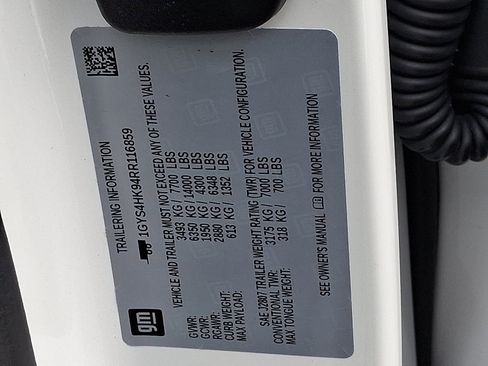 TRAILERING INFORMATION
1GYS4HK94RR116859
VEHICLE AND TRAILER MUST NOT EXCEED ANY OF THESE VALUES.
GVWR: 3493 KG / 7700 LBS
GCWR: 6350 KG / 14000 LBS
RGAWR: 1950 KG / 4300 LBS
CURB WEIGHT: 2880 KG / 6348 LBS
MAX PAYLOAD: 613 KG / 1352 LBS
SAE J2807 TRAILER WEIGHT RATING (TWR) FOR VEHICLE CONFIGURATION.
CONVENTIONAL TWR: 3175 KG / 7000 LBS
MAX TONGUE WEIGHT: 318 KG / 700 LBS
SEE OWNER'S MANUAL FOR MORE INFORMATION
gm